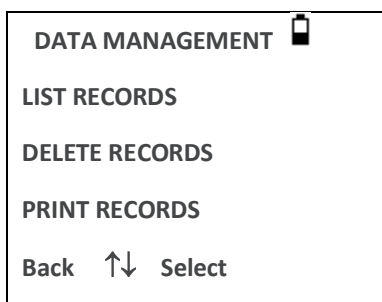 DATA MANAGEMENT
LIST RECORDS
DELETE RECORDS
PRINT RECORDS
Back ↑↓ Select